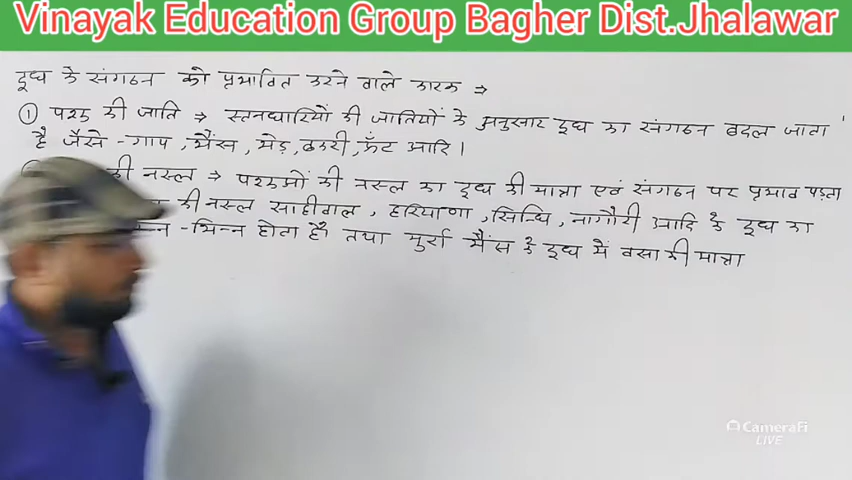 Vinayak Education Group Bagher Dist.Jhalawar
दूध के संगठन को प्रभावित करने वाले कारक ⇒
① पशु की जाति ⇒ स्तनधारियों की जातियों के अनुसार दूध का संगठन बदल जाता
है जैसे - गाय, भैंस, भेड़, बकरी, ऊँट आदि।
की नस्ल ⇒ पशुओं की नस्ल का दूध की मात्रा एवं संगठन पर प्रभाव पड़ता
की नस्ल साहीवाल, हरियाणा, सिन्धि, नागौरी आदि के दूध का
- भिन्न होता है। तथा मुर्रा भैंस के दूध में वसा की मात्रा
CameraFi
LIVE